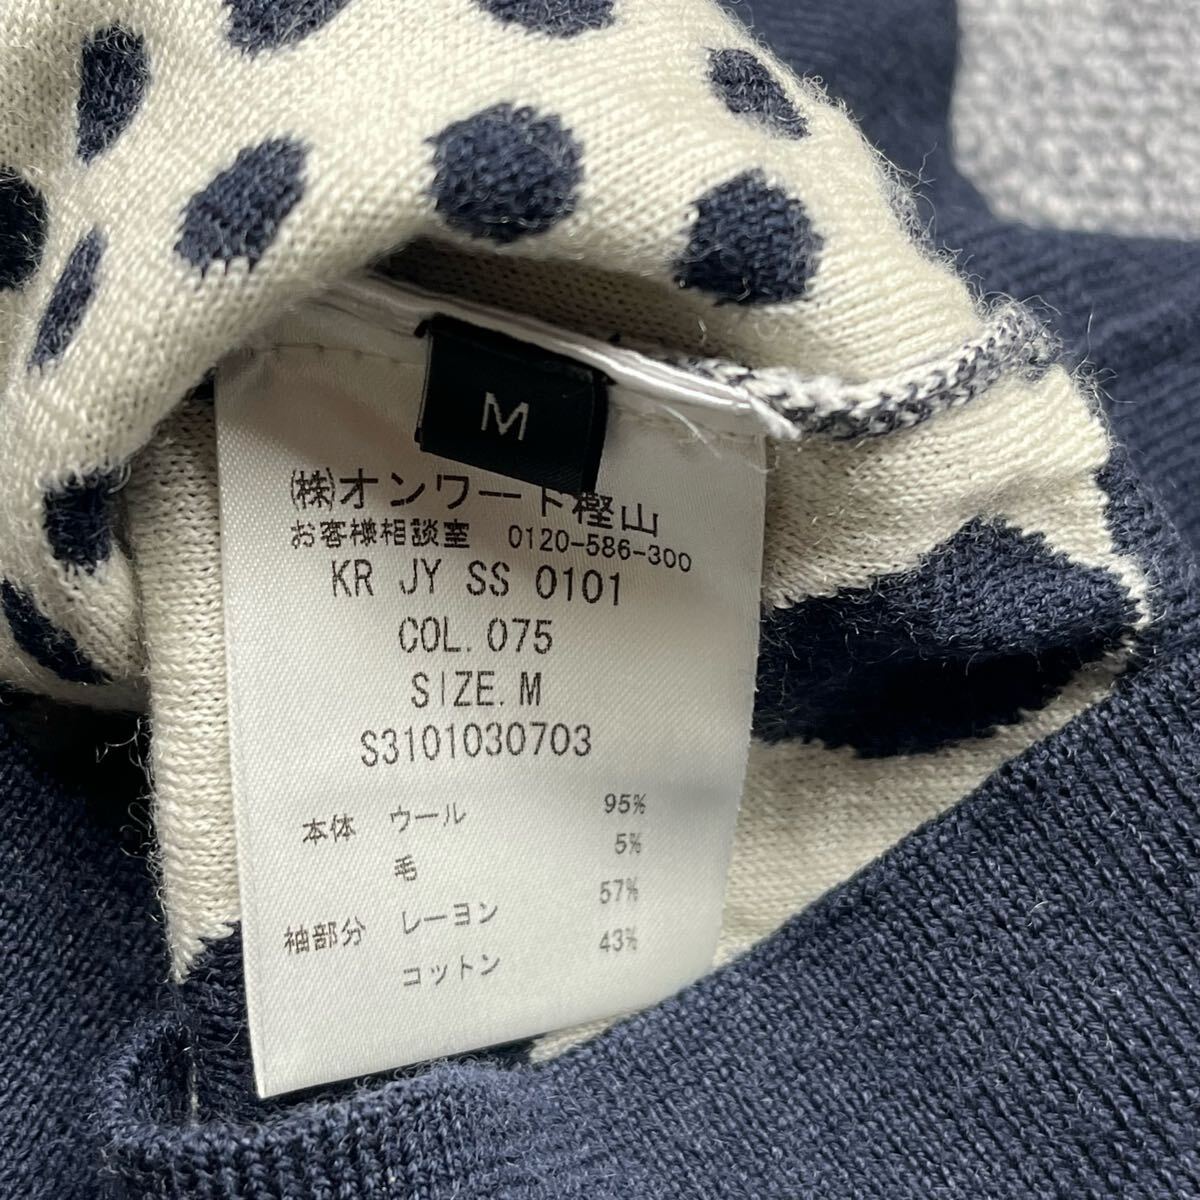 M
㈱オンワード樫山
お客様相談室 0120-586-300
KR JY SS 0101
COL. 075
SIZE. M
S3101030703
本体 ウール 95%
毛 5%
袖部分 レーヨン 57%
コットン 43%